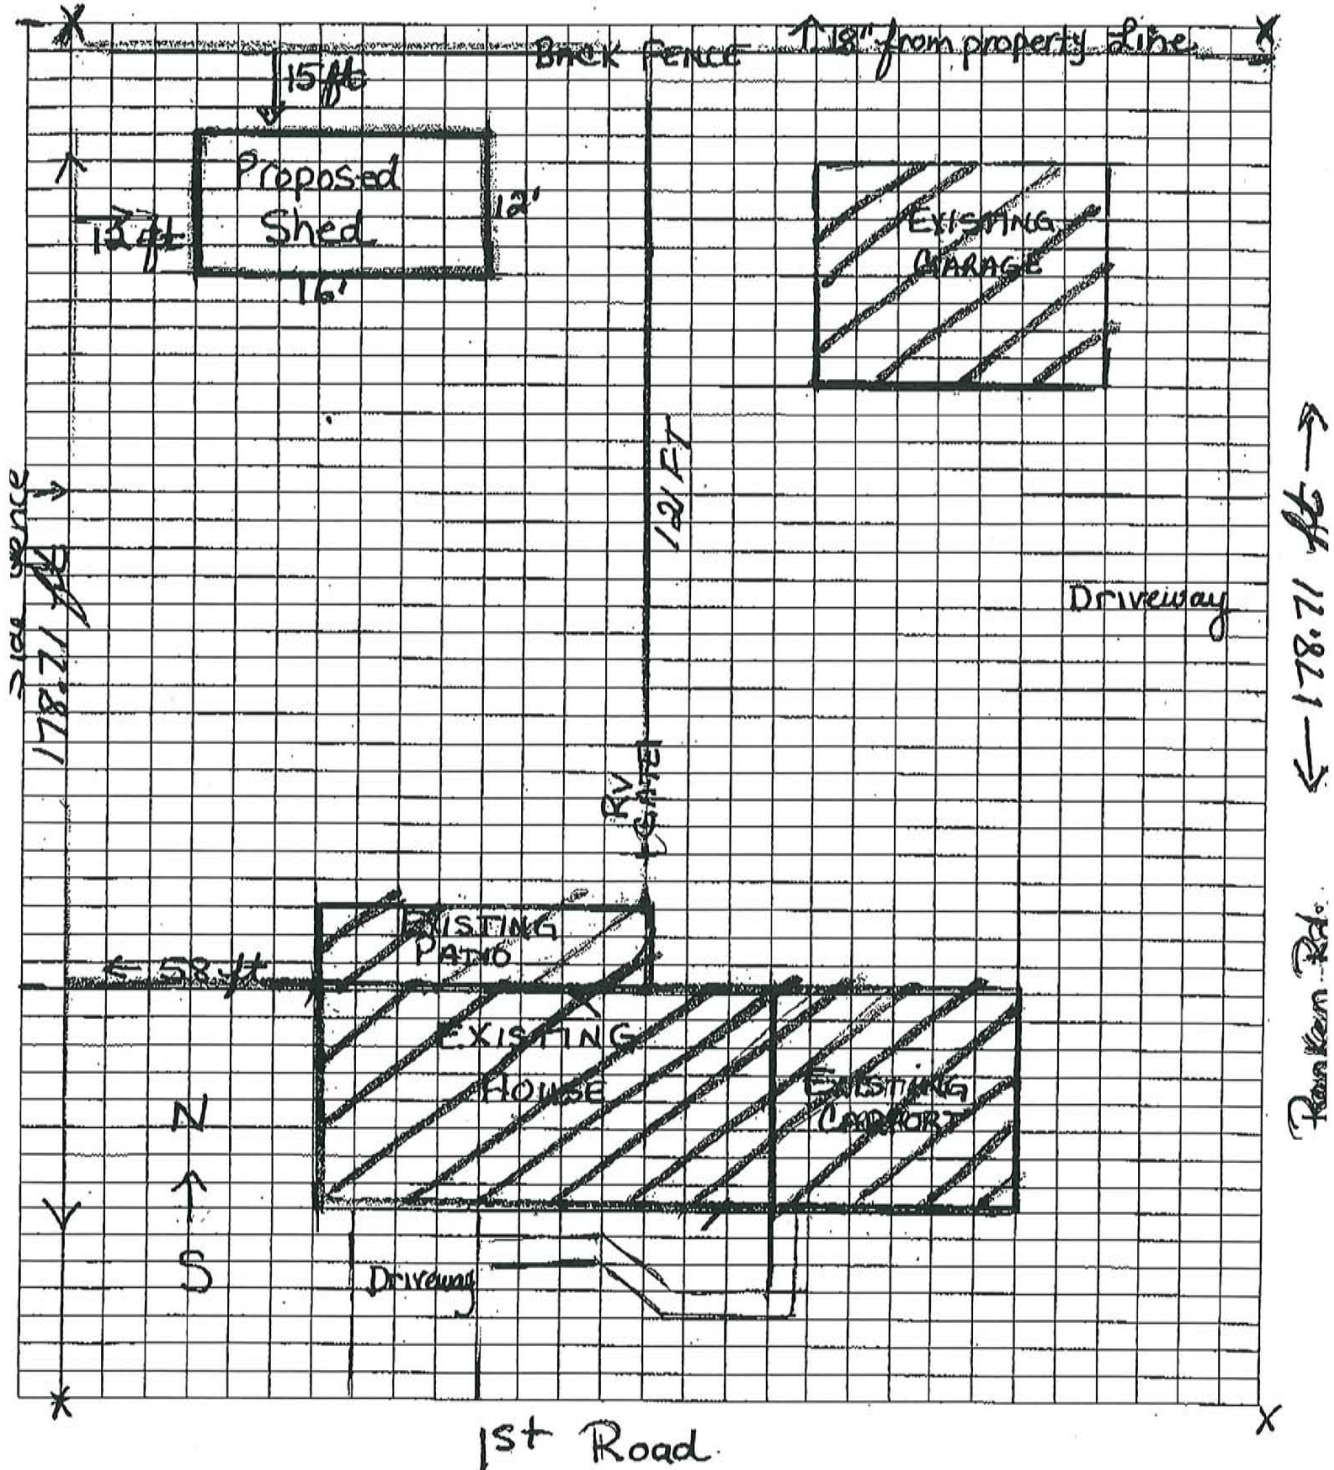 BACK FENCE
↑ 18" from property Line
15 ft
Proposed
Shed
12'
12 ft
16'
EXISTING
GARAGE
121 FT
Side Fence
178.71 ft
Driveway
← 178.71 ft →
RV
GATE
EXISTING
PATIO
← 58 ft
EXISTING
HOUSE
EXISTING
CARPORT
N
S
Driveway
Rd.
1st Road